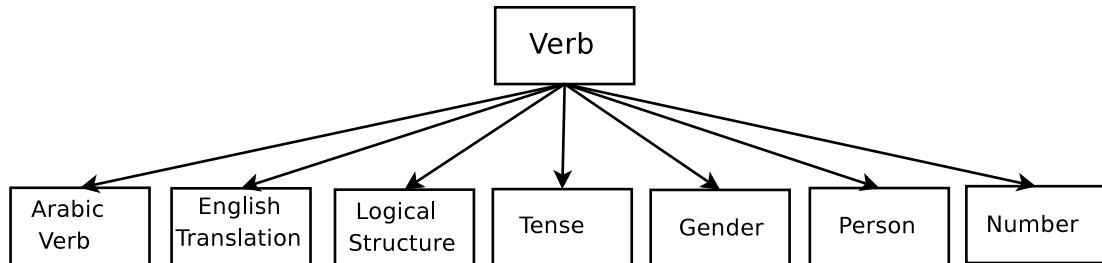 Verb
Arabic
Verb
English
Translation
Logical
Structure
Tense
Gender
Person
Number